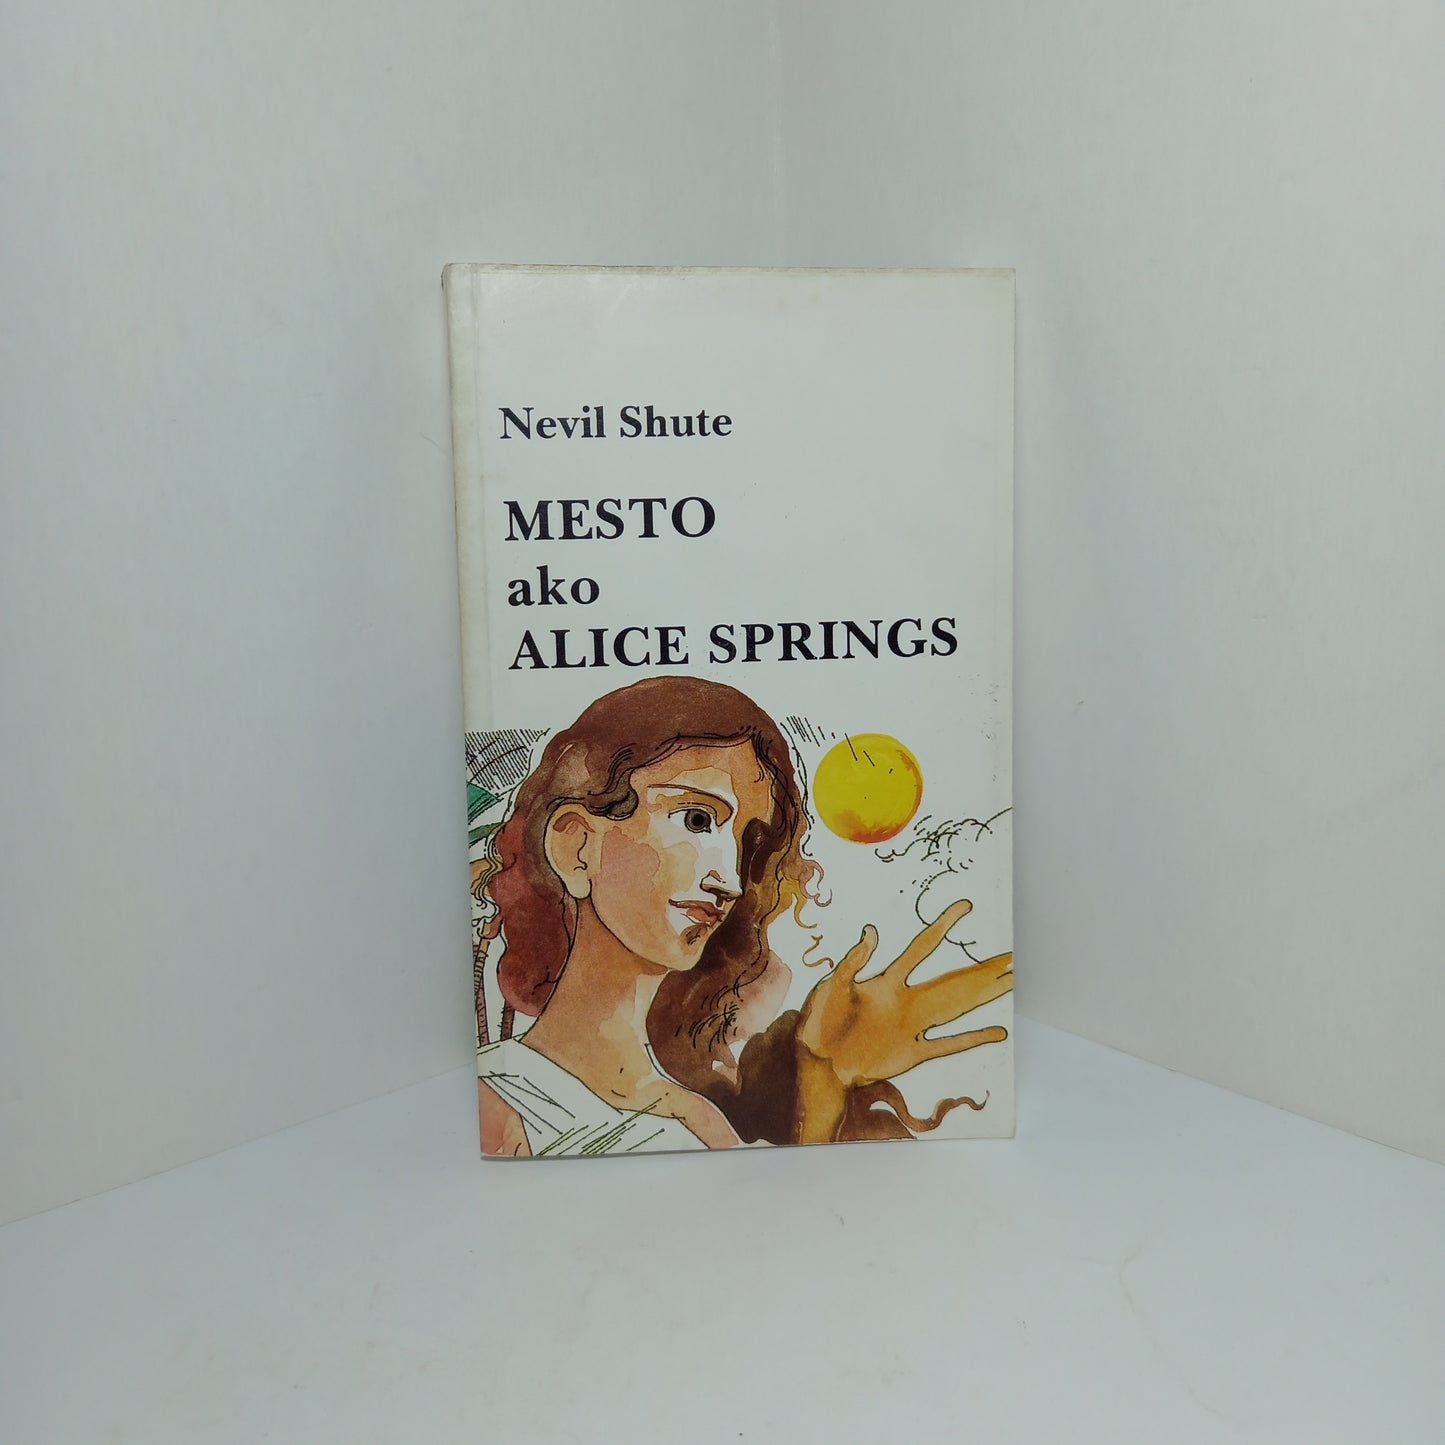 Nevil Shute
MESTO
ako
ALICE SPRINGS